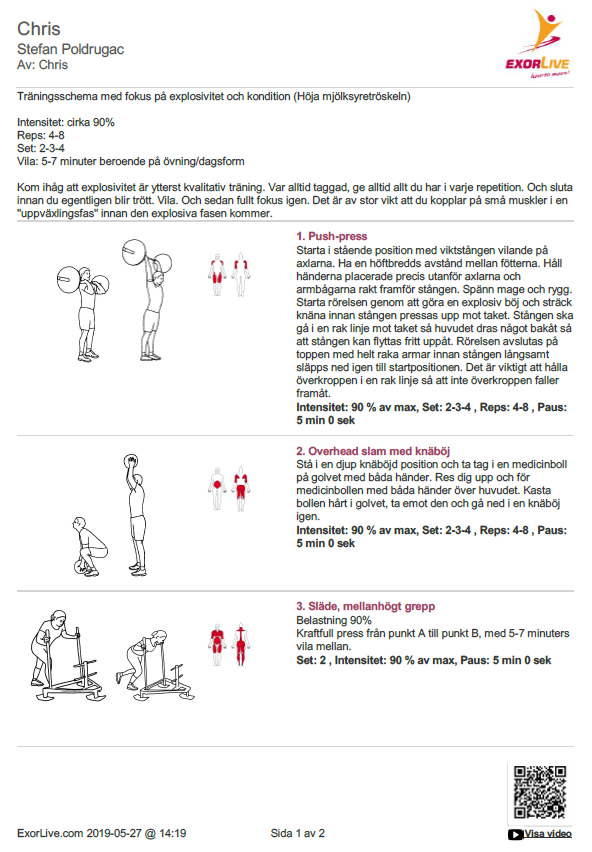 Chris
Stefan Poldrugac
Av: Chris
EXORLIVE
how to move!
Träningsschema med fokus på explosivitet och kondition (Höja mjölksyretröskeln)
Intensitet: cirka 90%
Reps: 4-8
Set: 2-3-4
Vila: 5-7 minuter beroende på övning/dagsform
Kom ihåg att explosivitet är ytterst kvalitativ träning. Var alltid taggad, ge alltid allt du har i varje repetition. Och sluta
innan du egentligen blir trött. Vila. Och sedan fullt fokus igen. Det är av stor vikt att du kopplar på små muskler i en
"uppväxlingsfas" innan den explosiva fasen kommer.
1. Push-press
Starta i stående position med viktstången vilande på
axlarna. Ha en höftbredds avstånd mellan fötterna. Håll
händerna placerade precis utanför axlarna och
armbågarna rakt framför stången. Spänn mage och rygg.
Starta rörelsen genom att göra en explosiv böj och sträck
knäna innan stången pressas upp mot taket. Stången ska
gå i en rak linje mot taket så huvudet dras något bakåt så
att stången kan flyttas fritt uppåt. Rörelsen avslutas på
toppen med helt raka armar innan stången långsamt
släpps ned igen till startpositionen. Det är viktigt att hålla
överkroppen i en rak linje så att inte överkroppen faller
framåt.
Intensitet: 90 % av max, Set: 2-3-4 , Reps: 4-8 , Paus:
5 min 0 sek
2. Overhead slam med knäböj
Stå i en djup knäböjd position och ta tag i en medicinboll
på golvet med båda händer. Res dig upp och för
medicinbollen med båda händer över huvudet. Kasta
bollen hårt i golvet, ta emot den och gå ned i en knäböj
igen.
Intensitet: 90 % av max, Set: 2-3-4 , Reps: 4-8 , Paus:
5 min 0 sek
3. Släde, mellanhögt grepp
Belastning 90%
Kraftfull press från punkt A till punkt B, med 5-7 minuters
vila mellan.
Set: 2 , Intensitet: 90 % av max, Paus: 5 min 0 sek
ExorLive.com 2019-05-27 @ 14:19
Sida 1 av 2
Visa video